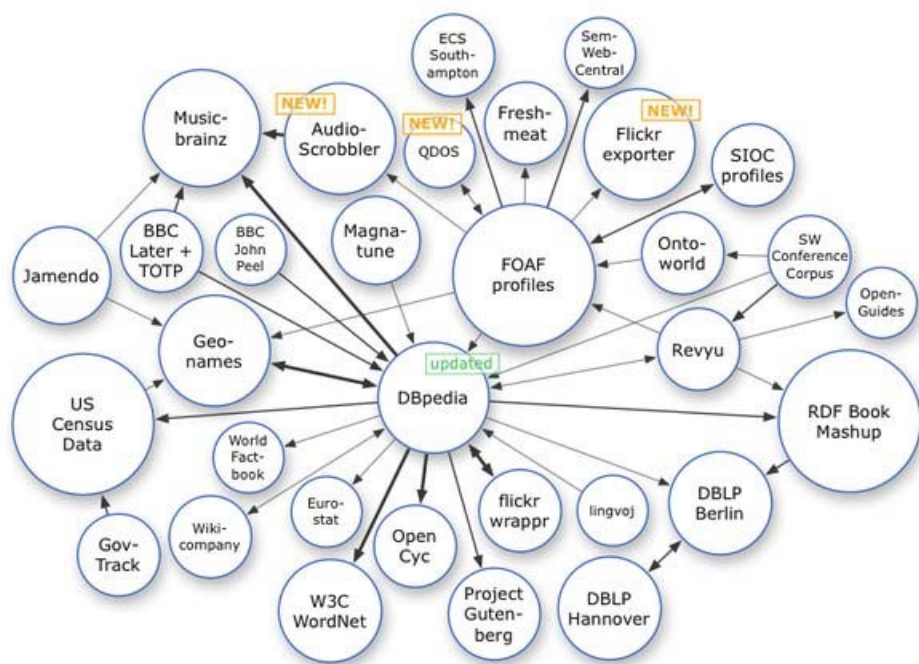 ECS
South-
ampton
Sem-
Web-
Central
NEW!
Music-
brainz
Audio-
Scrobbler
NEW!
QDOS
Fresh-
meat
NEW!
Flickr
exporter
SIOC
profiles
Jamendo
BBC
Later +
TOTP
BBC
John
Peel
Magna-
tune
FOAF
profiles
Onto-
world
SW
Conference
Corpus
Open-
Guides
Geo-
names
Revyu
updated
DBpedia
US
Census
Data
RDF Book
Mashup
World
Fact-
book
Euro-
stat
flickr
wrappr
lingvoj
DBLP
Berlin
Gov-
Track
Wiki-
company
Open
Cyc
W3C
WordNet
Project
Guten-
berg
DBLP
Hannover